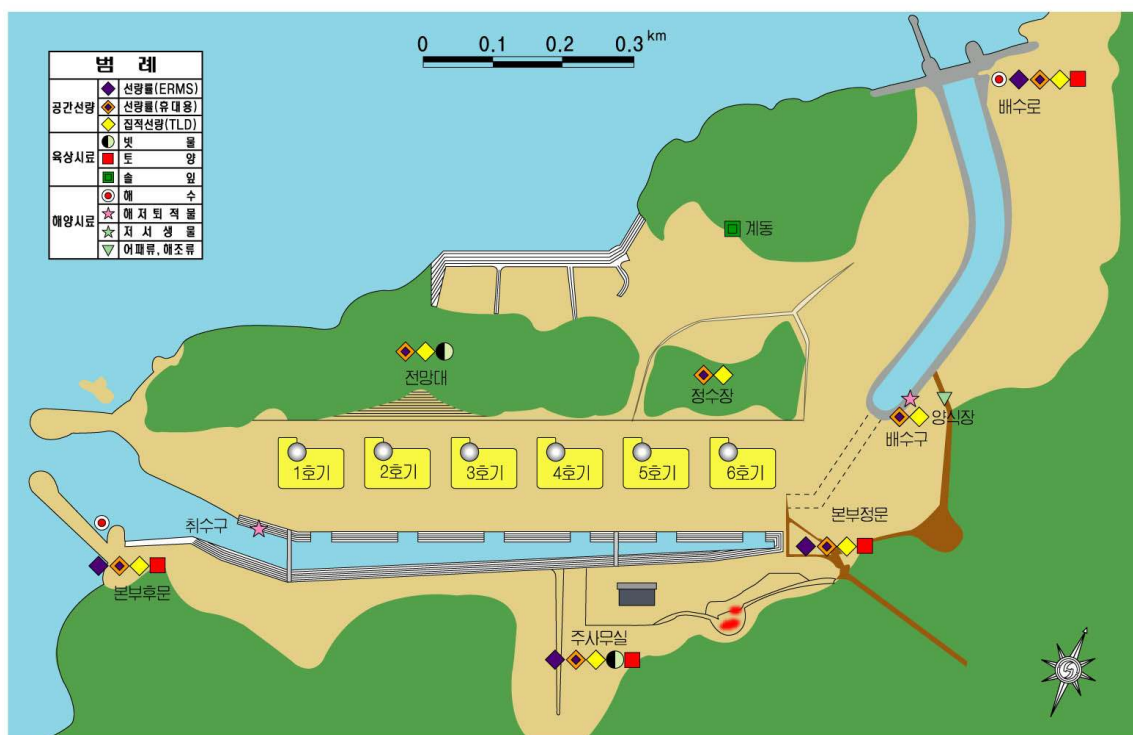 범 례
공간선량
선량률(ERMS)
선량률(휴대용)
집적선량(TLD)
육상시료
빗 물
토 양
솔 잎
해양시료
해 수
해저퇴적물
저서생물
어패류,해조류
0 0.1 0.2 0.3 km
배수로
계동
전망대
정수장
양식장
배수구
1호기 2호기 3호기 4호기 5호기 6호기
취수구
본부정문
본부후문
주사무실